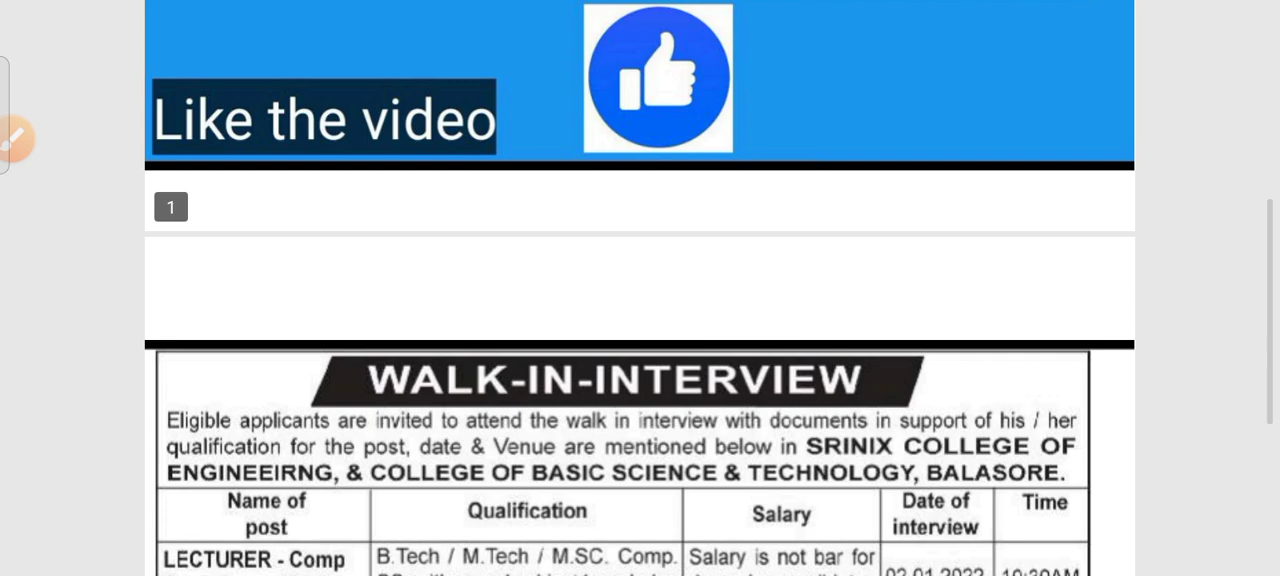 Like the video
1
WALK-IN-INTERVIEW
Eligible applicants are invited to attend the walk in interview with documents in support of his / her
qualification for the post, date & Venue are mentioned below in SRINIX COLLEGE OF
ENGINEEIRNG, & COLLEGE OF BASIC SCIENCE & TECHNOLOGY, BALASORE.
Name of post Qualification Salary Date of interview Time
LECTURER - Comp B.Tech / M.Tech / M.SC. Comp. Salary is not bar for